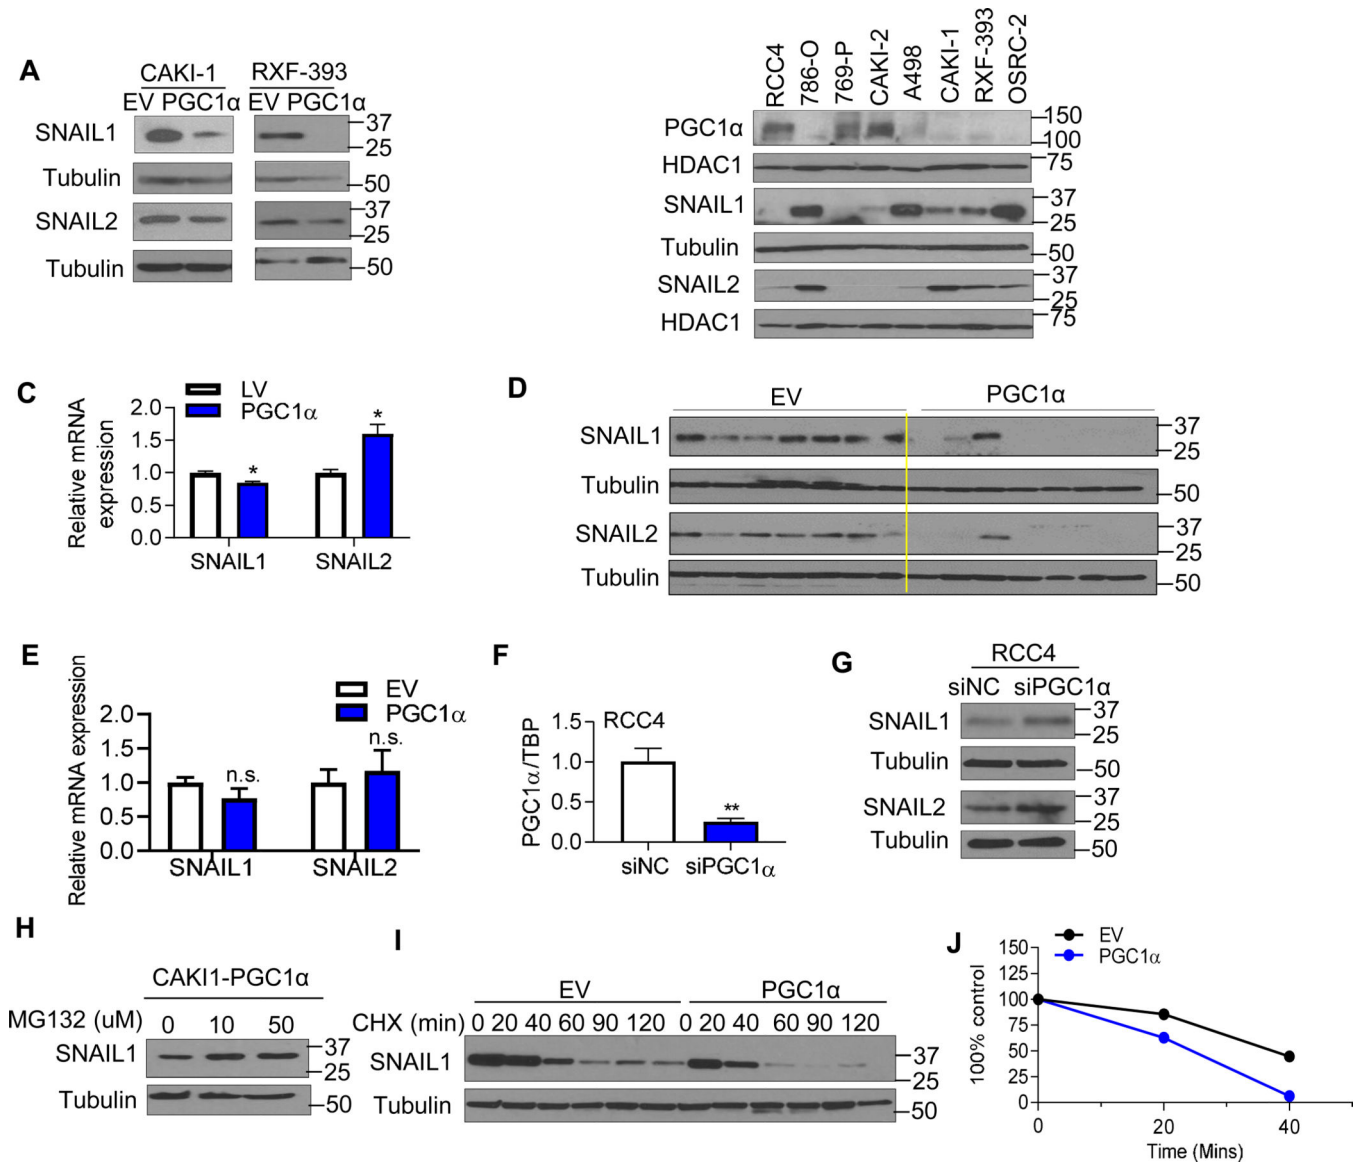 A
CAKI-1 RXF-393
EV PGC1α EV PGC1α
SNAIL1 37
25
Tubulin 50
SNAIL2 37
25
Tubulin 50
RCC4 786-O 769-P CAKI-2 A498 CAKI-1 RXF-393 OSRC-2
PGC1α 150
100
HDAC1 75
SNAIL1 37
25
Tubulin 50
SNAIL2 37
25
HDAC1 75
C
LV
PGC1α
Relative mRNA
expression
2.0
1.5
1.0
0.5
0.0
* *
SNAIL1 SNAIL2
D
EV PGC1α
SNAIL1 37
25
Tubulin 50
SNAIL2 37
25
Tubulin 50
E
EV
PGC1α
Relative mRNA expression
2.0
1.5
1.0
0.5
0.0
n.s. n.s.
SNAIL1 SNAIL2
F
RCC4
PGC1α/TBP
1.5
1.0
0.5
0.0
**
siNC siPGC1α
G
RCC4
siNC siPGC1α
SNAIL1 37
25
Tubulin 50
SNAIL2 37
25
Tubulin 50
H
CAKI1-PGC1α
MG132 (uM) 0 10 50
SNAIL1 37
25
Tubulin 50
I
EV PGC1α
CHX (min) 0 20 40 60 90 120 0 20 40 60 90 120
SNAIL1 37
25
Tubulin 50
J
EV
PGC1α
100% control
150
125
100
75
50
25
0
0 20 40
Time (Mins)